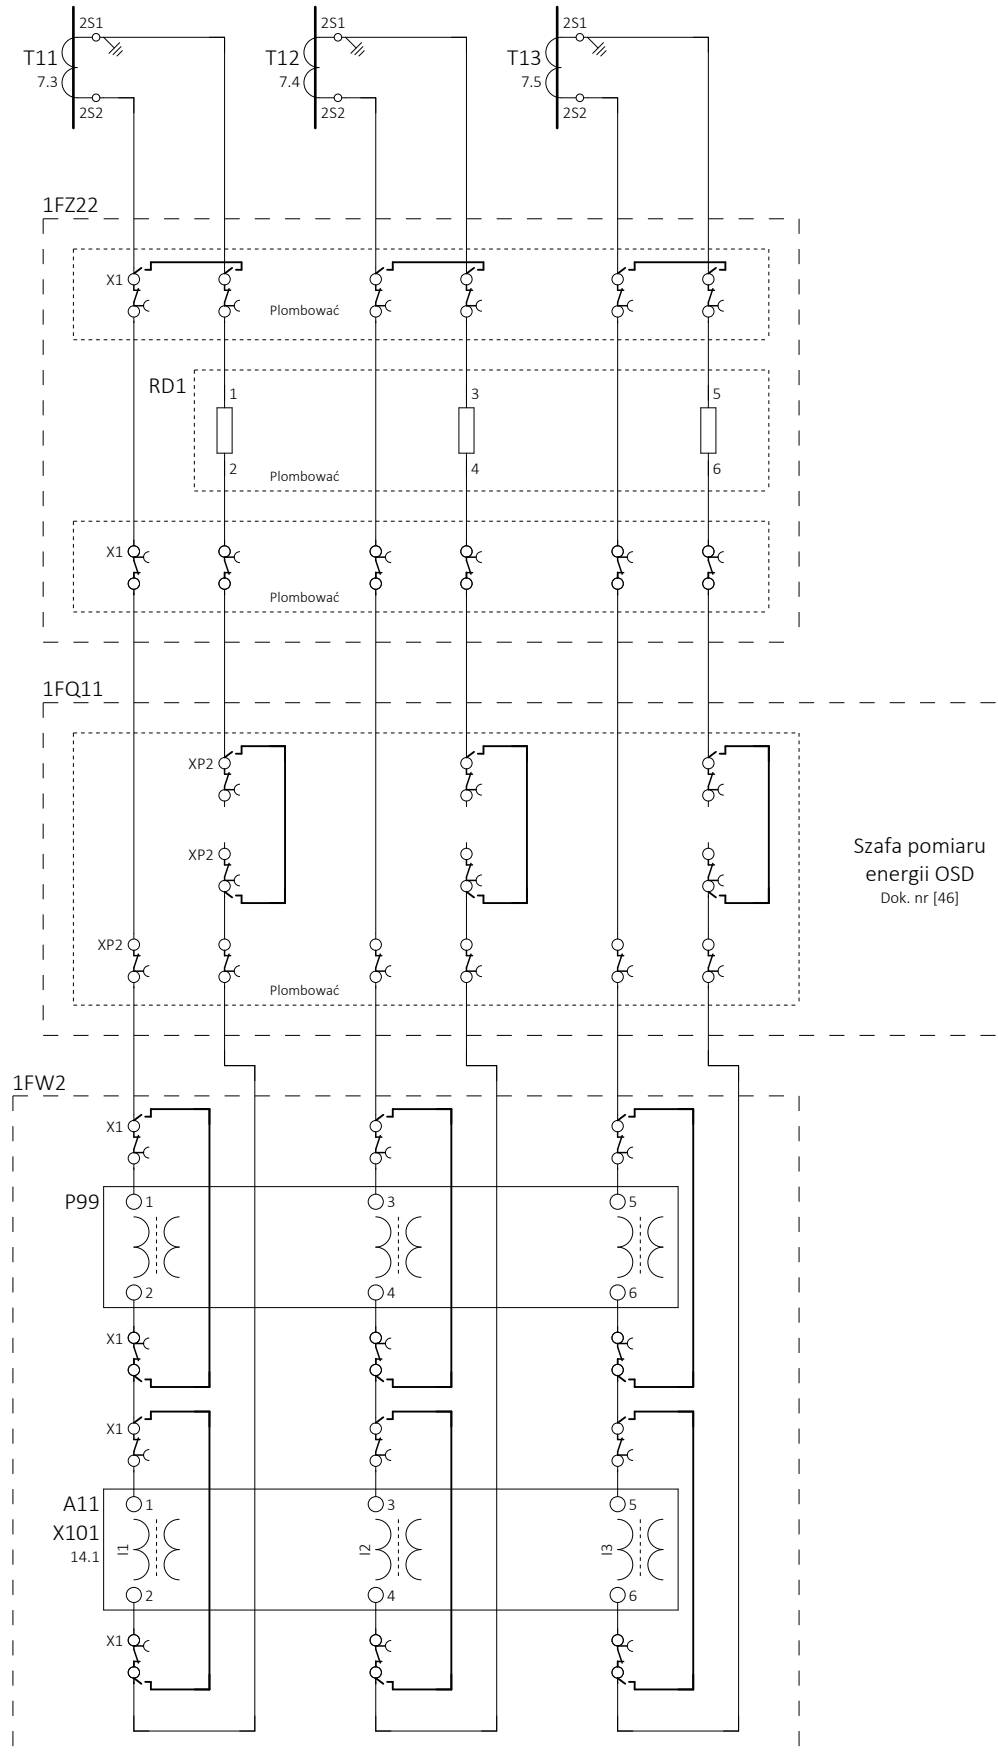 2S1
T11
7.3
2S2
2S1
T12
7.4
2S2
2S1
T13
7.5
2S2
1FZ22
X1
Plombować
RD1
1
3
5
2
4
6
Plombować
X1
Plombować
1FQ11
XP2
XP2
Szafa pomiaru
energii OSD
Dok. nr [46]
XP2
Plombować
1FW2
X1
P99
1
3
5
2
4
6
X1
X1
A11
1
3
5
X101
14.1
I1
I2
I3
2
4
6
X1